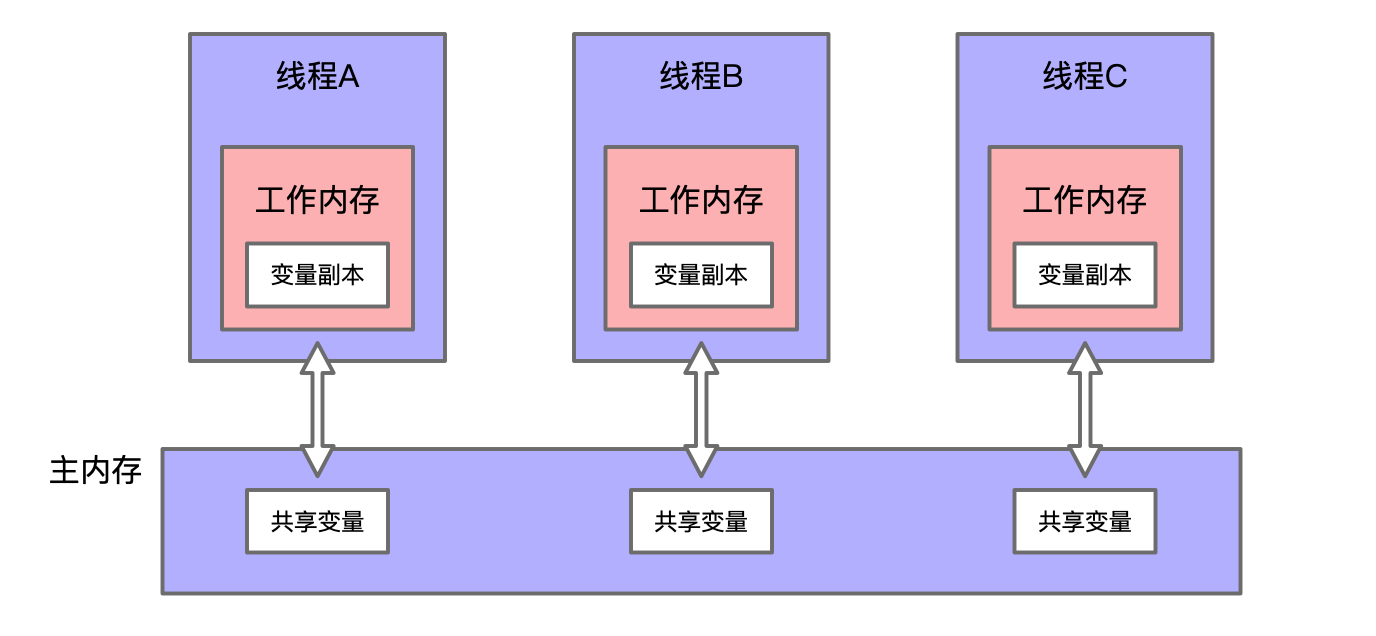 线程A
线程B
线程C
工作内存
工作内存
工作内存
变量副本
变量副本
变量副本
主内存
共享变量
共享变量
共享变量